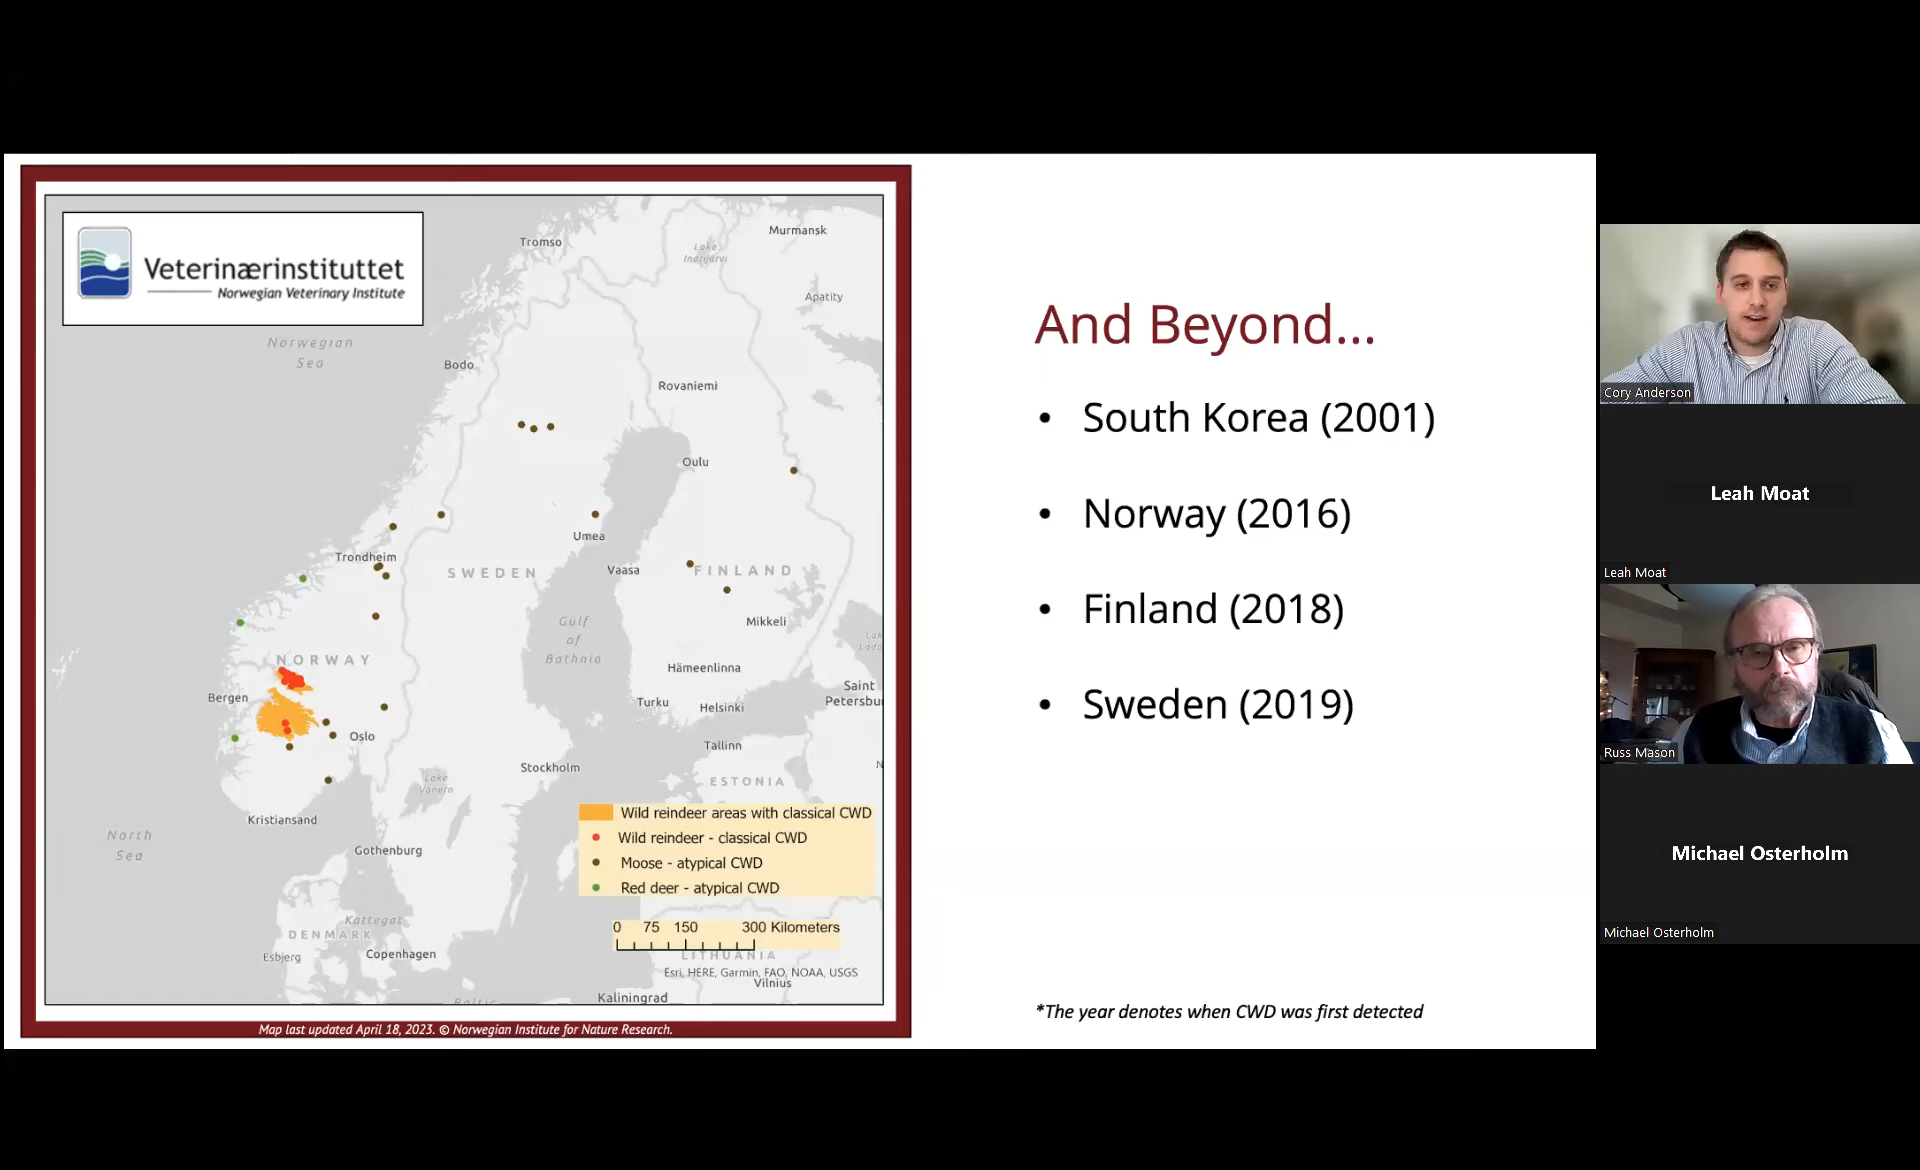 Veterinærinstituttet
Norwegian Veterinary Institute
Tromso
Murmansk
Lake
Inarijärvi
Apatity
Norwegian
Sea
Bodo
Rovaniemi
Oulu
Umea
Trondheim
SWEDEN
Vaasa
FINLAND
Gulf
of
Bothnia
Mikkeli
NORWAY
Hämeenlinna
Bergen
Turku
Helsinki
Saint
Petersbu
Oslo
Tallinn
Stockholm
ESTONIA
Lake
Vanern
Kristiansand
North
Sea
Gothenburg
Wild reindeer areas with classical CWD
Wild reindeer - classical CWD
Moose - atypical CWD
Red deer - atypical CWD
0 75 150 300 Kilometers
Kattegat
DENMARK
Esbjerg
Copenhagen
LITHUANIA
Esri, HERE, Garmin, FAO, NOAA, USGS
Vilnius
Kaliningrad
Baltic
Map last updated April 18, 2023. © Norwegian Institute for Nature Research.
And Beyond...
• South Korea (2001)
• Norway (2016)
• Finland (2018)
• Sweden (2019)
*The year denotes when CWD was first detected
Cory Anderson
Leah Moat
Leah Moat
Russ Mason
Michael Osterholm
Michael Osterholm